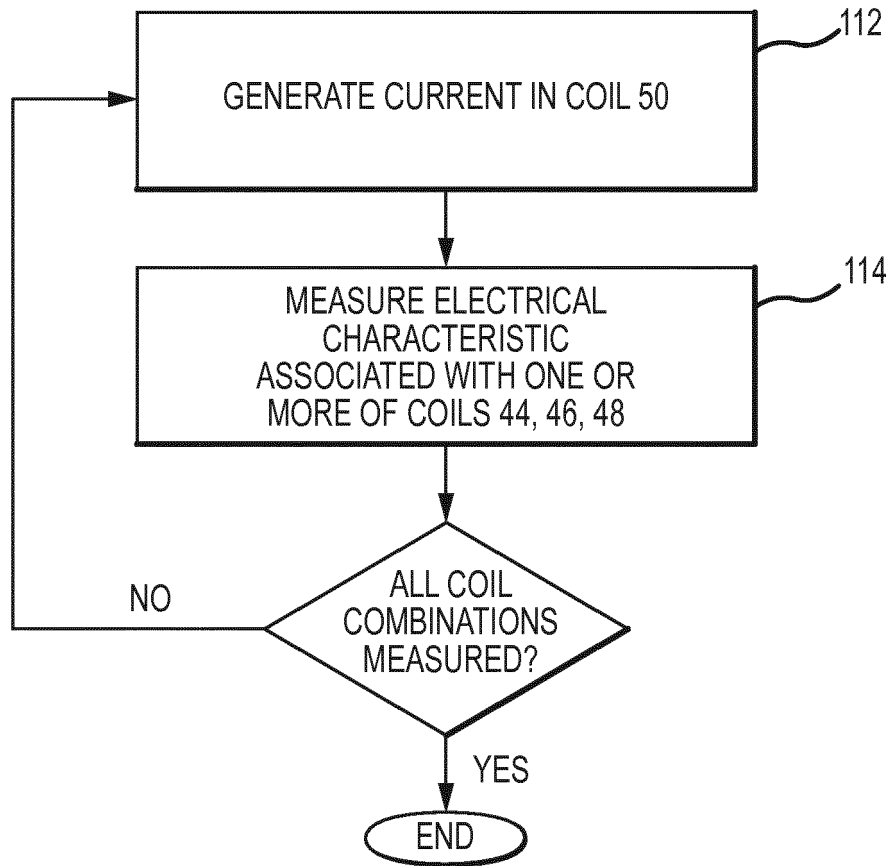 112
GENERATE CURRENT IN COIL 50
114
MEASURE ELECTRICAL
CHARACTERISTIC
ASSOCIATED WITH ONE OR
MORE OF COILS 44, 46, 48
ALL COIL
COMBINATIONS
MEASURED?
NO
YES
END